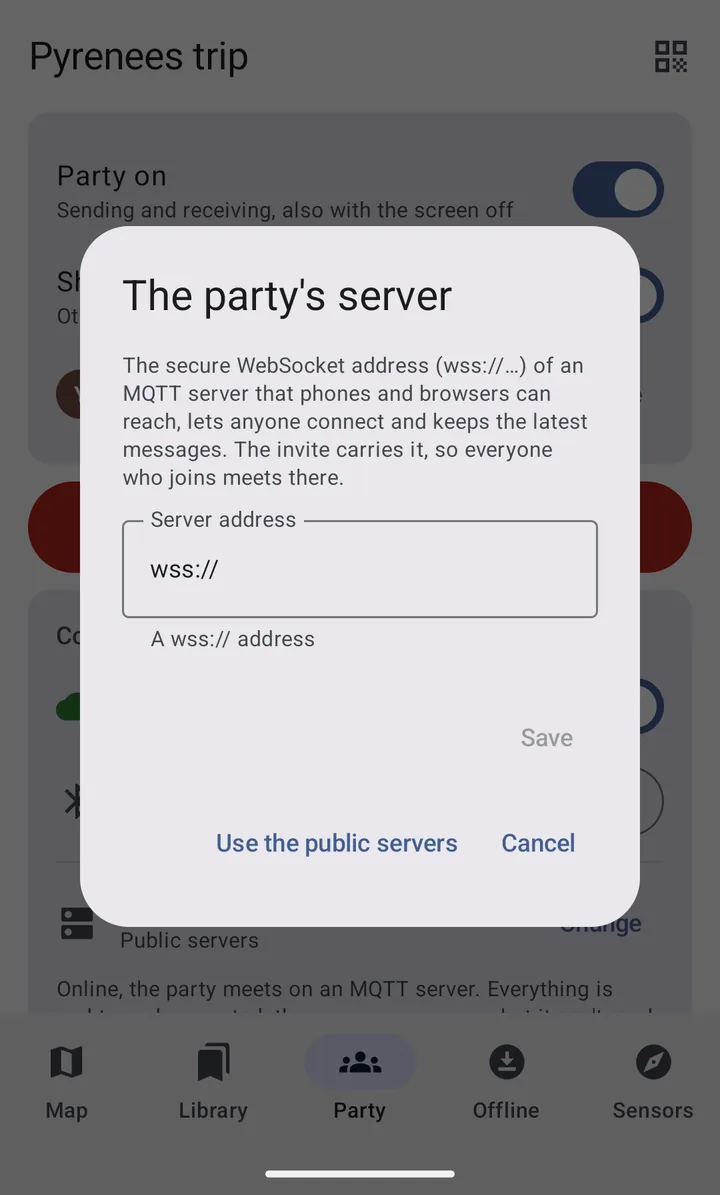 Pyrenees trip
Party on
Sending and receiving, also with the screen off
The party's server
The secure WebSocket address (wss://…) of an
MQTT server that phones and browsers can
reach, lets anyone connect and keeps the latest
messages. The invite carries it, so everyone
who joins meets there.
Server address
wss://
A wss:// address
Save
Use the public servers
Cancel
Change
Public servers
Online, the party meets on an MQTT server. Everything is
Map
Library
Party
Offline
Sensors